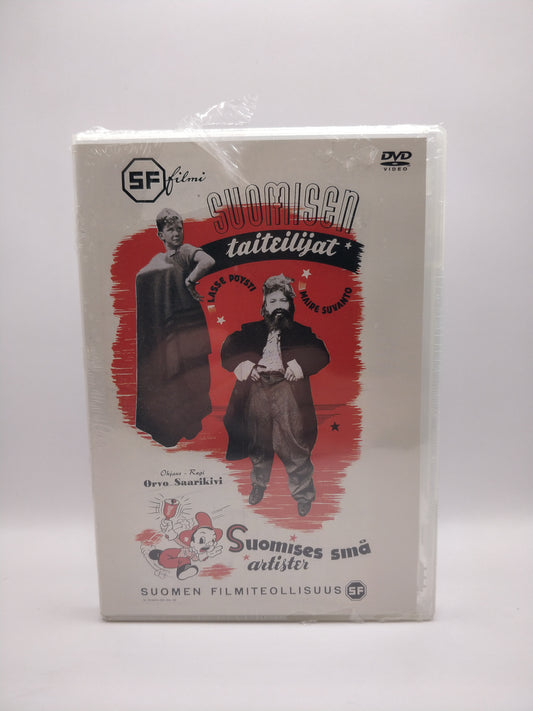 SF filmi
DVD
VIDEO
SUOMISEN
taiteilijat
LASSE PÖYSTI
MAIRE SUVANTO
Ohjaus - Regi
Orvo Saarikivi
Suomises små
artister
SUOMEN FILMITEOLLISUUS SF